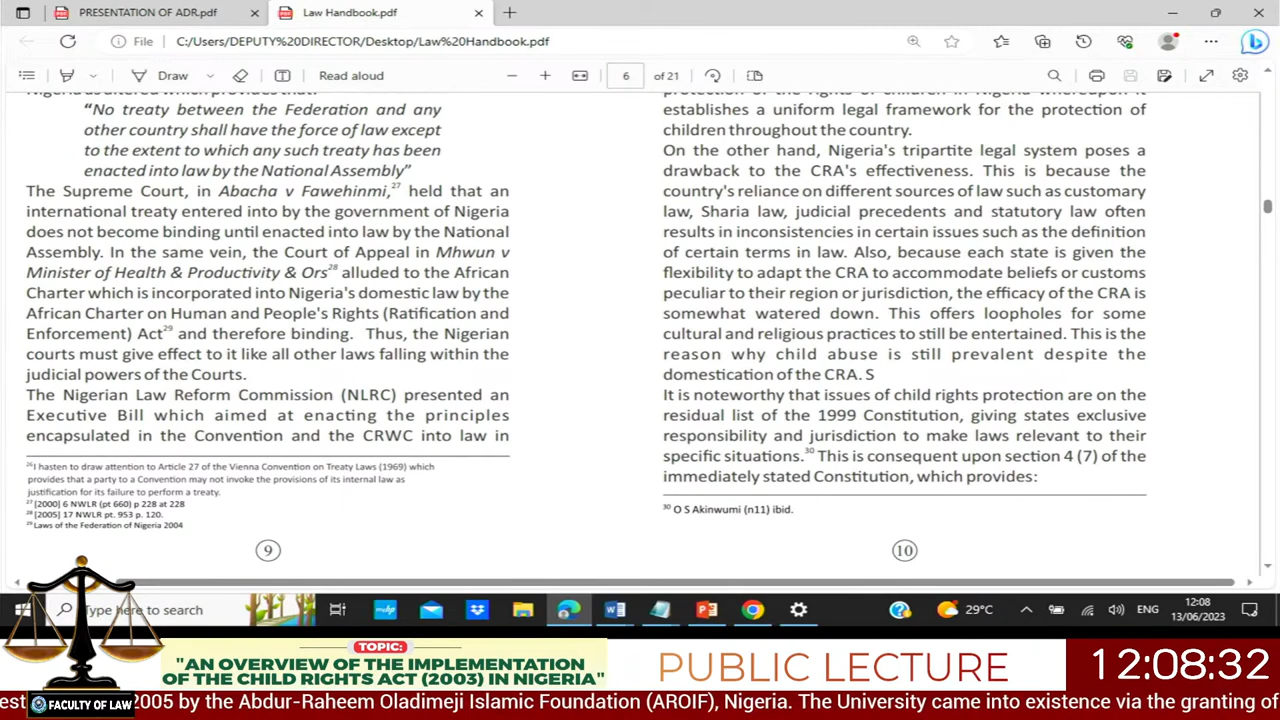 PRESENTATION OF ADR.pdf
Law Handbook.pdf
File
C:/Users/DEPUTY%20DIRECTOR/Desktop/Law%20Handbook.pdf
Draw
Read aloud
6
of 21
Nigeria as altered which provides that:
“No treaty between the Federation and any
other country shall have the force of law except
to the extent to which any such treaty has been
enacted into law by the National Assembly”
The Supreme Court, in Abacha v Fawehinmi,27 held that an
international treaty entered into by the government of Nigeria
does not become binding until enacted into law by the National
Assembly. In the same vein, the Court of Appeal in Mhwun v
Minister of Health & Productivity & Ors28 alluded to the African
Charter which is incorporated into Nigeria's domestic law by the
African Charter on Human and People's Rights (Ratification and
Enforcement) Act29 and therefore binding. Thus, the Nigerian
courts must give effect to it like all other laws falling within the
judicial powers of the Courts.
The Nigerian Law Reform Commission (NLRC) presented an
Executive Bill which aimed at enacting the principles
encapsulated in the Convention and the CRWC into law in
26I hasten to draw attention to Article 27 of the Vienna Convention on Treaty Laws (1969) which
provides that a party to a Convention may not invoke the provisions of its internal law as
justification for its failure to perform a treaty.
27 [2000] 6 NWLR (pt 660) p 228 at 228
28 [2005] 17 NWLR pt. 953 p. 120.
29 Laws of the Federation of Nigeria 2004
9
protection of the rights of children in Nigeria whereupon it
establishes a uniform legal framework for the protection of
children throughout the country.
On the other hand, Nigeria's tripartite legal system poses a
drawback to the CRA's effectiveness. This is because the
country's reliance on different sources of law such as customary
law, Sharia law, judicial precedents and statutory law often
results in inconsistencies in certain issues such as the definition
of certain terms in law. Also, because each state is given the
flexibility to adapt the CRA to accommodate beliefs or customs
peculiar to their region or jurisdiction, the efficacy of the CRA is
somewhat watered down. This offers loopholes for some
cultural and religious practices to still be entertained. This is the
reason why child abuse is still prevalent despite the
domestication of the CRA. S
It is noteworthy that issues of child rights protection are on the
residual list of the 1999 Constitution, giving states exclusive
responsibility and jurisdiction to make laws relevant to their
specific situations.30 This is consequent upon section 4 (7) of the
immediately stated Constitution, which provides:
30 O S Akinwumi (n11) ibid.
10
Type here to search
29°C
ENG
12:08
13/06/2023
TOPIC:
"AN OVERVIEW OF THE IMPLEMENTATION
OF THE CHILD RIGHTS ACT (2003) IN NIGERIA"
PUBLIC LECTURE
12:08:32
FACULTY OF LAW
est 2005 by the Abdur-Raheem Oladimeji Islamic Foundation (AROIF), Nigeria. The University came into existence via the granting of